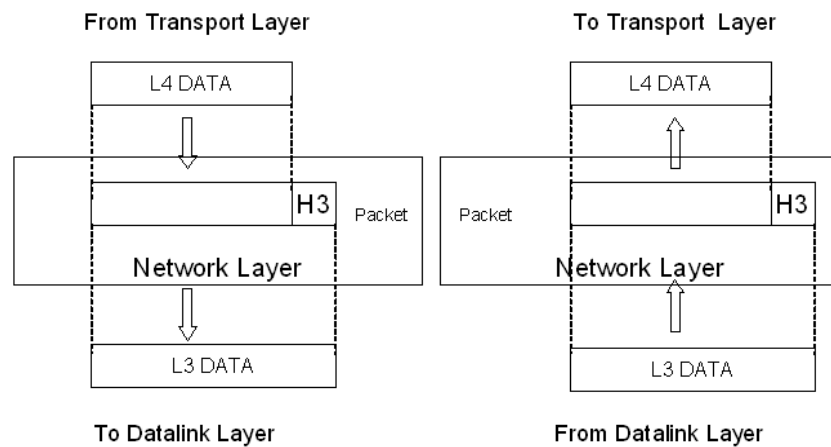 From Transport Layer
L4 DATA
H3
Packet
Network Layer
L3 DATA
To Datalink Layer
To Transport Layer
L4 DATA
Packet
H3
Network Layer
L3 DATA
From Datalink Layer